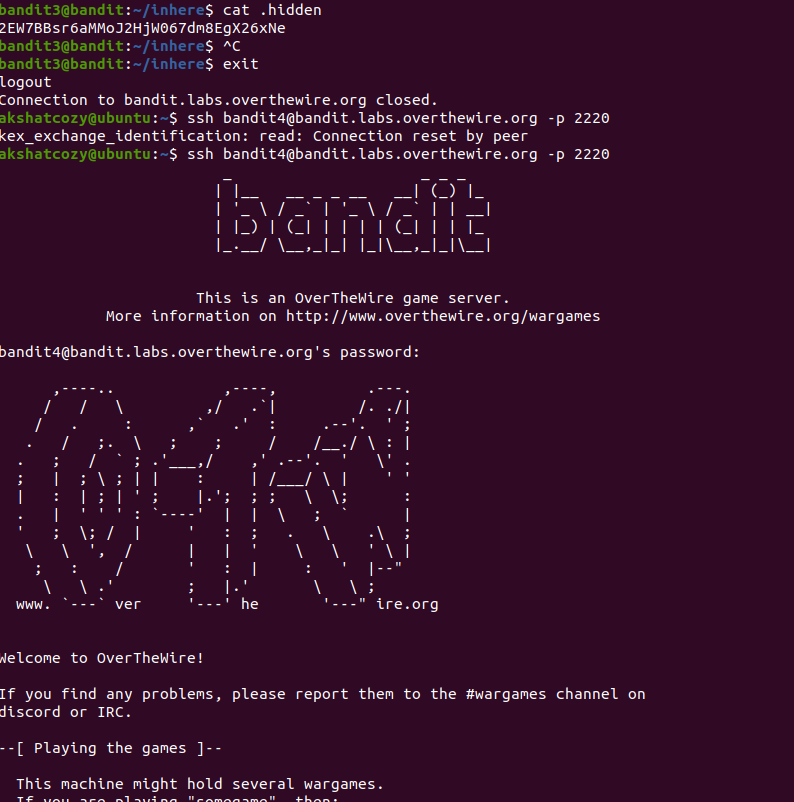 bandit3@bandit:~/inhere$ cat .hidden
2EW7BBsr6aMMoJ2HjW067dm8EgX26xNe
bandit3@bandit:~/inhere$ ^C
bandit3@bandit:~/inhere$ exit
logout
Connection to bandit.labs.overthewire.org closed.
akshatcozy@ubuntu:~$ ssh bandit4@bandit.labs.overthewire.org -p 2220
kex_exchange_identification: read: Connection reset by peer
akshatcozy@ubuntu:~$ ssh bandit4@bandit.labs.overthewire.org -p 2220
bandit
This is an OverTheWire game server.
More information on http://www.overthewire.org/wargames
bandit4@bandit.labs.overthewire.org's password:
www. ver he ire.org
Welcome to OverTheWire!
If you find any problems, please report them to the #wargames channel on
discord or IRC.
--[ Playing the games ]--
This machine might hold several wargames.
If you are playing "somegame", then: